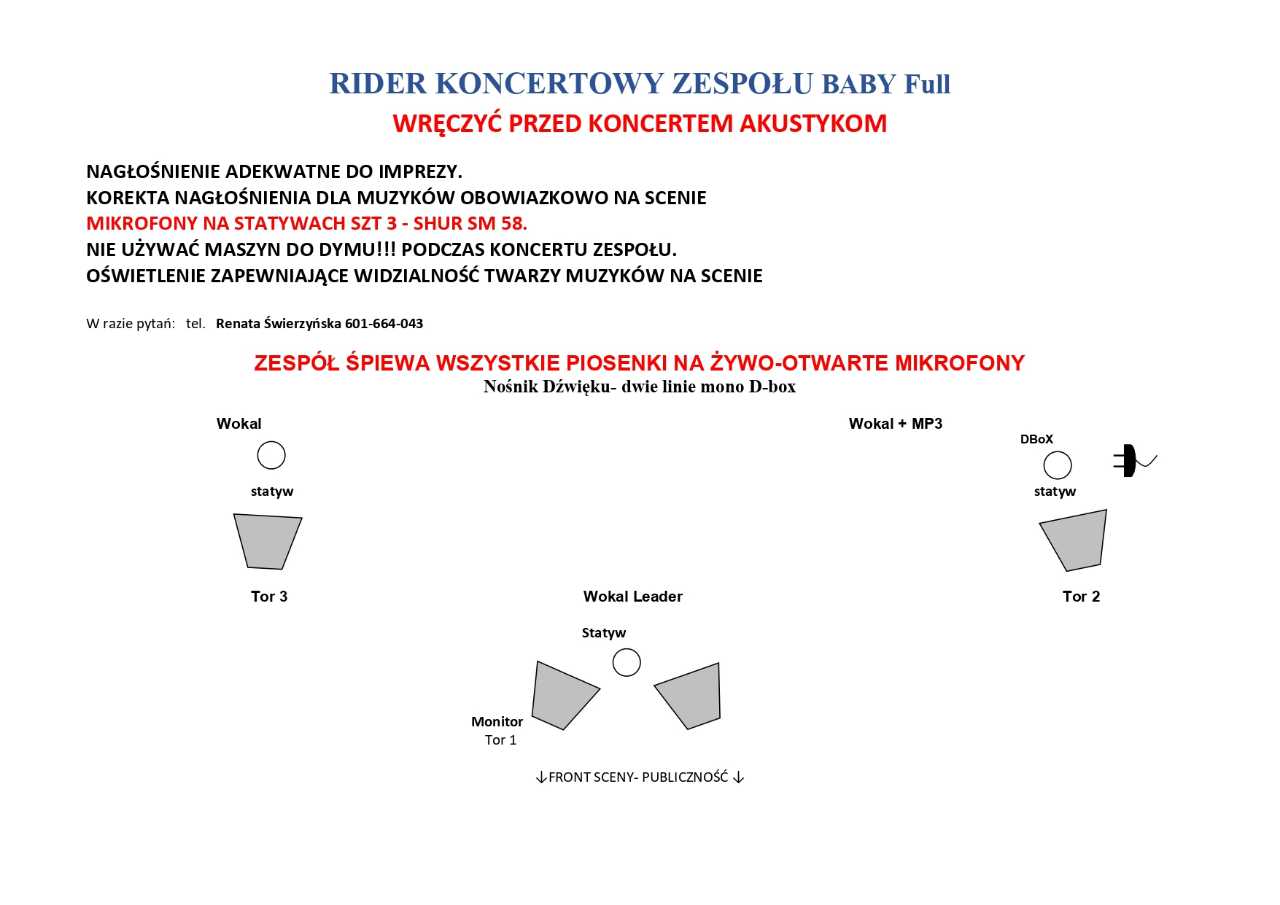 RIDER KONCERTOWY ZESPOŁU BABY Full
WRĘCZYĆ PRZED KONCERTEM AKUSTYKOM
NAGŁOŚNIENIE ADEKWATNE DO IMPREZY.
KOREKTA NAGŁOŚNIENIA DLA MUZYKÓW OBOWIAZKOWO NA SCENIE
MIKROFONY NA STATYWACH SZT 3 - SHUR SM 58.
NIE UŻYWAĆ MASZYN DO DYMU!!! PODCZAS KONCERTU ZESPOŁU.
OŚWIETLENIE ZAPEWNIAJĄCE WIDZIALNOŚĆ TWARZY MUZYKÓW NA SCENIE
W razie pytań: tel. Renata Świerzyńska 601-664-043
ZESPÓŁ ŚPIEWA WSZYSTKIE PIOSENKI NA ŻYWO-OTWARTE MIKROFONY
Nośnik Dźwięku- dwie linie mono D-box
Wokal
Wokal + MP3
DBoX
statyw
statyw
Tor 3
Wokal Leader
Tor 2
Statyw
Monitor
Tor 1
↓FRONT SCENY- PUBLICZNOŚĆ ↓